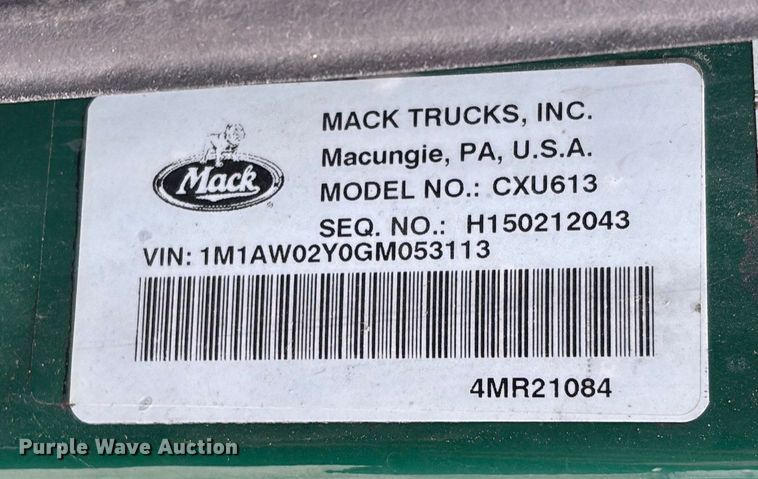 MACK TRUCKS, INC.
Macungie, PA, U.S.A.
Mack
MODEL NO.: CXU613
SEQ. NO.: H150212043
VIN: 1M1AW02Y0GM053113
4MR21084
Purple Wave Auction